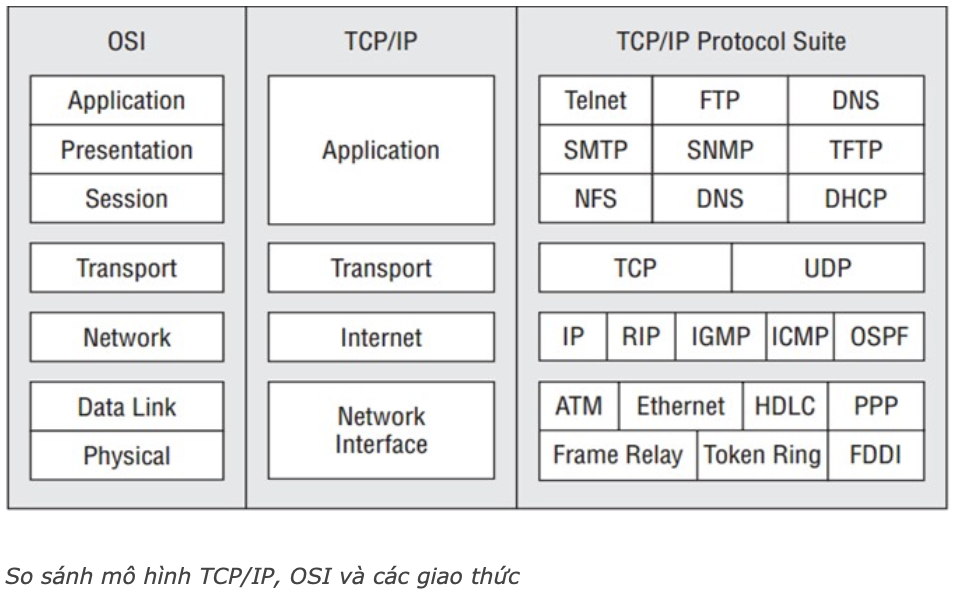 OSI TCP/IP TCP/IP Protocol Suite
Application
Presentation
Session
Application
Telnet FTP DNS
SMTP SNMP TFTP
NFS DNS DHCP
Transport Transport TCP UDP
Network Internet IP RIP IGMP ICMP OSPF
Data Link
Physical
Network
Interface
ATM Ethernet HDLC PPP
Frame Relay Token Ring FDDI
So sánh mô hình TCP/IP, OSI và các giao thức